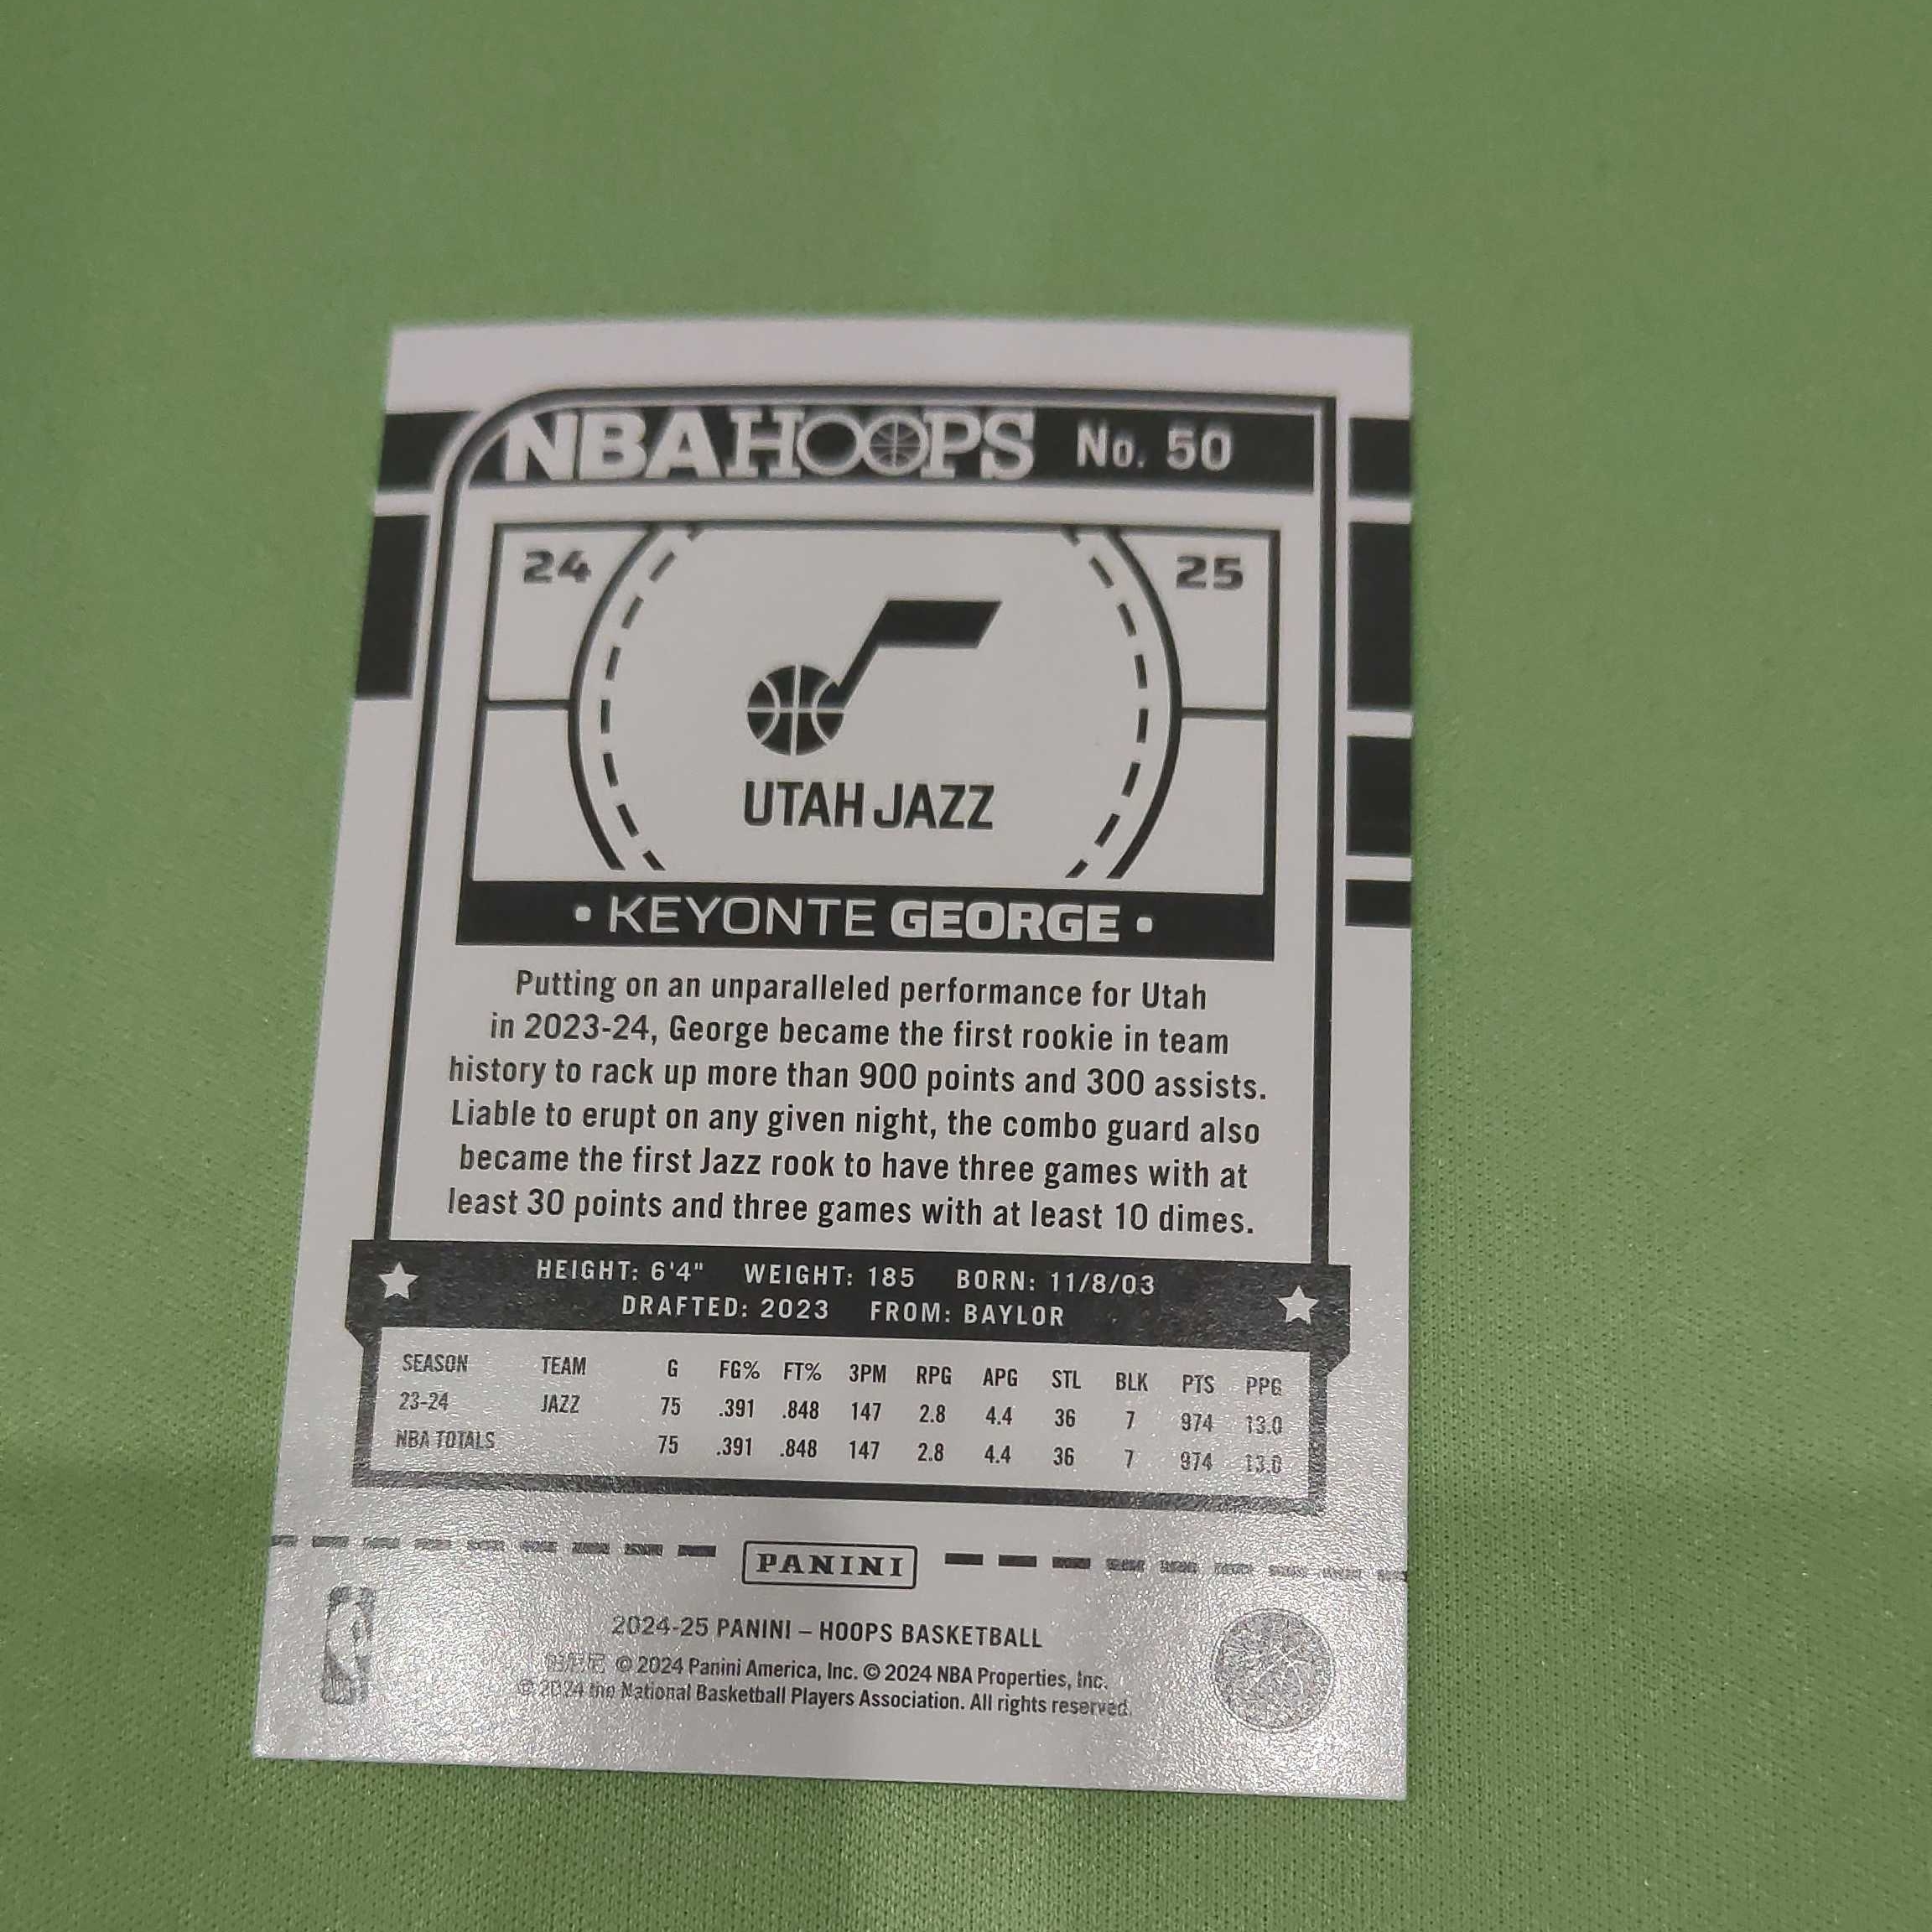 NBA HOOPS No. 50
24 25
UTAH JAZZ
• KEYONTE GEORGE •
Putting on an unparalleled performance for Utah
in 2023-24, George became the first rookie in team
history to rack up more than 900 points and 300 assists.
Liable to erupt on any given night, the combo guard also
became the first Jazz rook to have three games with at
least 30 points and three games with at least 10 dimes.
HEIGHT: 6'4" WEIGHT: 185 BORN: 11/8/03
DRAFTED: 2023 FROM: BAYLOR
SEASON TEAM G FG% FT% 3PM RPG APG STL BLK PTS PPG
23-24 JAZZ 75 .391 .848 147 2.8 4.4 36 7 974 13.0
NBA TOTALS 75 .391 .848 147 2.8 4.4 36 7 974 13.0
PANINI
2024-25 PANINI – HOOPS BASKETBALL
© 2024 Panini America, Inc. © 2024 NBA Properties, Inc.
© 2024 the National Basketball Players Association. All rights reserved.